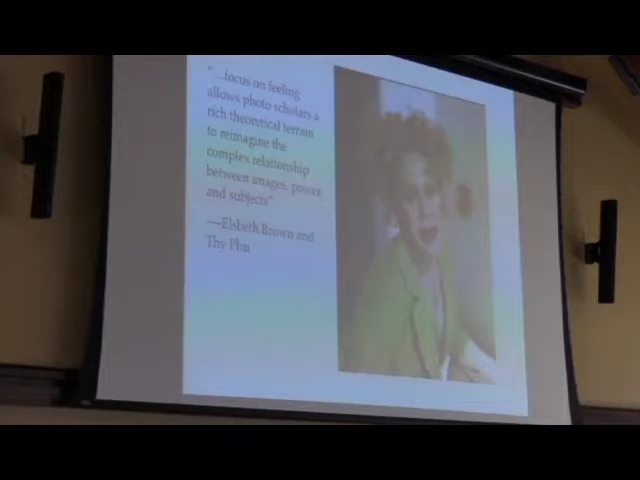 "…focus on feeling
allows photo scholars a
rich theoretical terrain
to reimagine the
complex relationship
between images, power,
and subjects"
—Elsbeth Brown and
Thy Phu